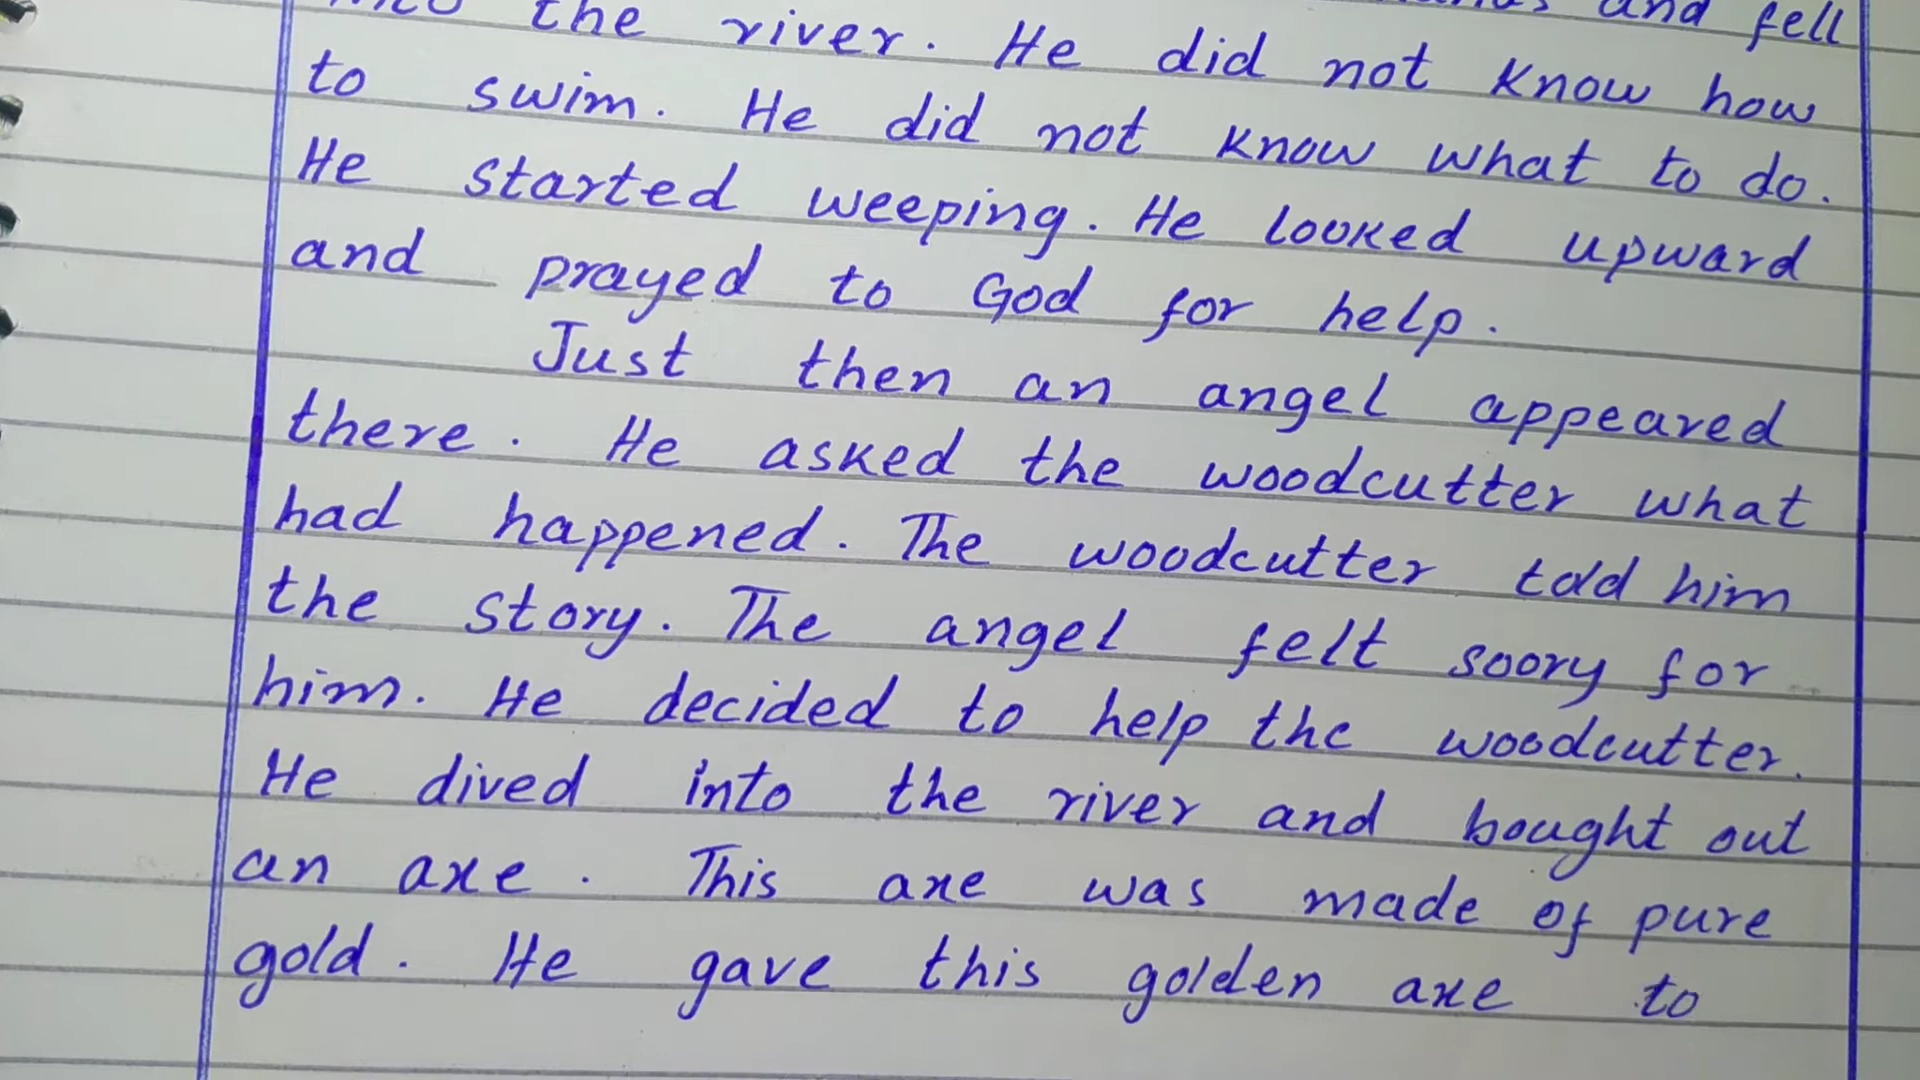 and fell
the river. He did not know how
to swim. He did not know what to do.
He started weeping. He looked upward
and prayed to God for help.
Just then an angel appeared
there. He asked the woodcutter what
had happened. The woodcutter told him
the story. The angel felt soory for
him. He decided to help the woodcutter.
He dived into the river and bought out
an axe. This axe was made of pure
gold. He gave this golden axe to